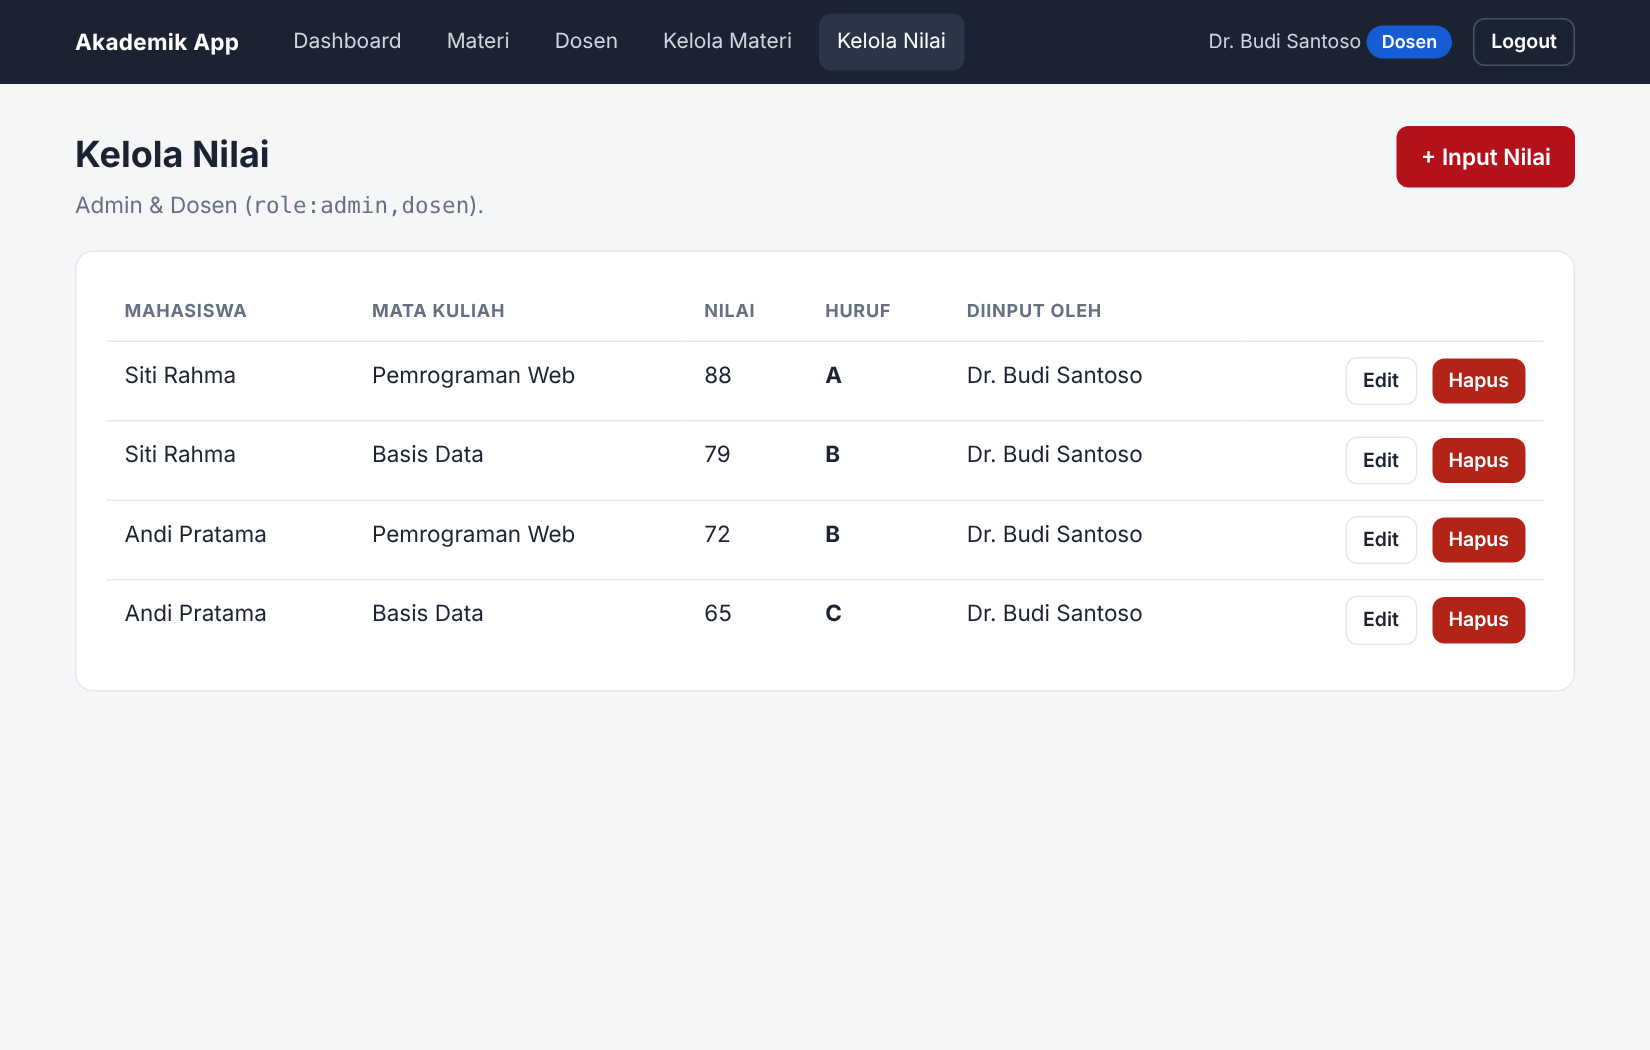 Akademik App Dashboard Materi Dosen Kelola Materi Kelola Nilai Dr. Budi Santoso Dosen Logout
Kelola Nilai
+ Input Nilai
Admin & Dosen (role:admin,dosen).
MAHASISWA MATA KULIAH NILAI HURUF DIINPUT OLEH
Siti Rahma Pemrograman Web 88 A Dr. Budi Santoso Edit Hapus
Siti Rahma Basis Data 79 B Dr. Budi Santoso Edit Hapus
Andi Pratama Pemrograman Web 72 B Dr. Budi Santoso Edit Hapus
Andi Pratama Basis Data 65 C Dr. Budi Santoso Edit Hapus